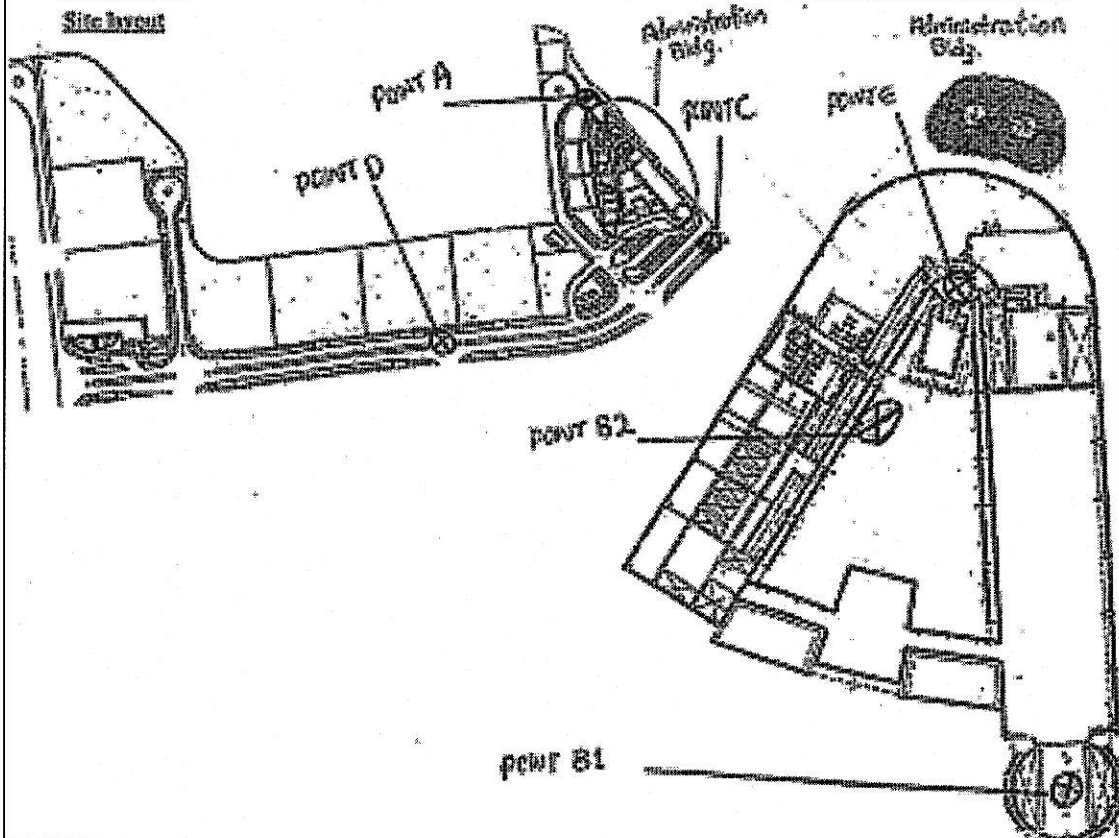 Site layout
Administration
Bldg.
Administration
Bldg.
POINT A
POINT C
POINT E
POINT D
POINT B2
POINT B1